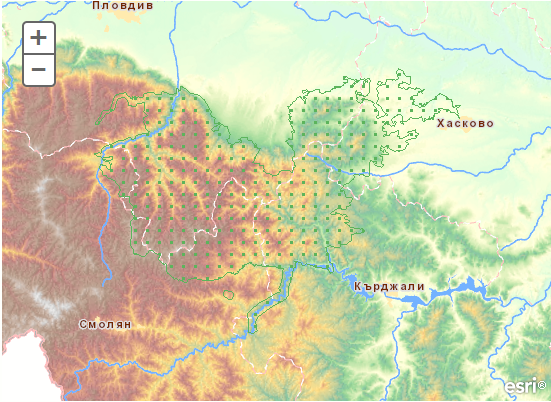 Пловдив
+
−
Хасково
Кърджали
Смолян
esri®